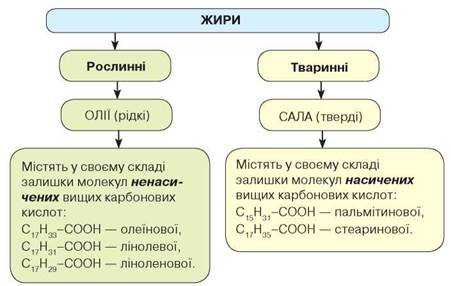 ЖИРИ
Рослинні
Тваринні
ОЛІЇ (рідкі)
САЛА (тверді)
Містять у своєму складі
залишки молекул ненаси-
чених вищих карбонових
кислот:
C₁₇H₃₃–COOH — олеїнової,
C₁₇H₃₁–COOH — лінолевої,
C₁₇H₂₉–COOH — ліноленової.
Містять у своєму складі
залишки молекул насичених
вищих карбонових кислот:
C₁₅H₃₁–COOH — пальмітинової,
C₁₇H₃₅–COOH — стеаринової.